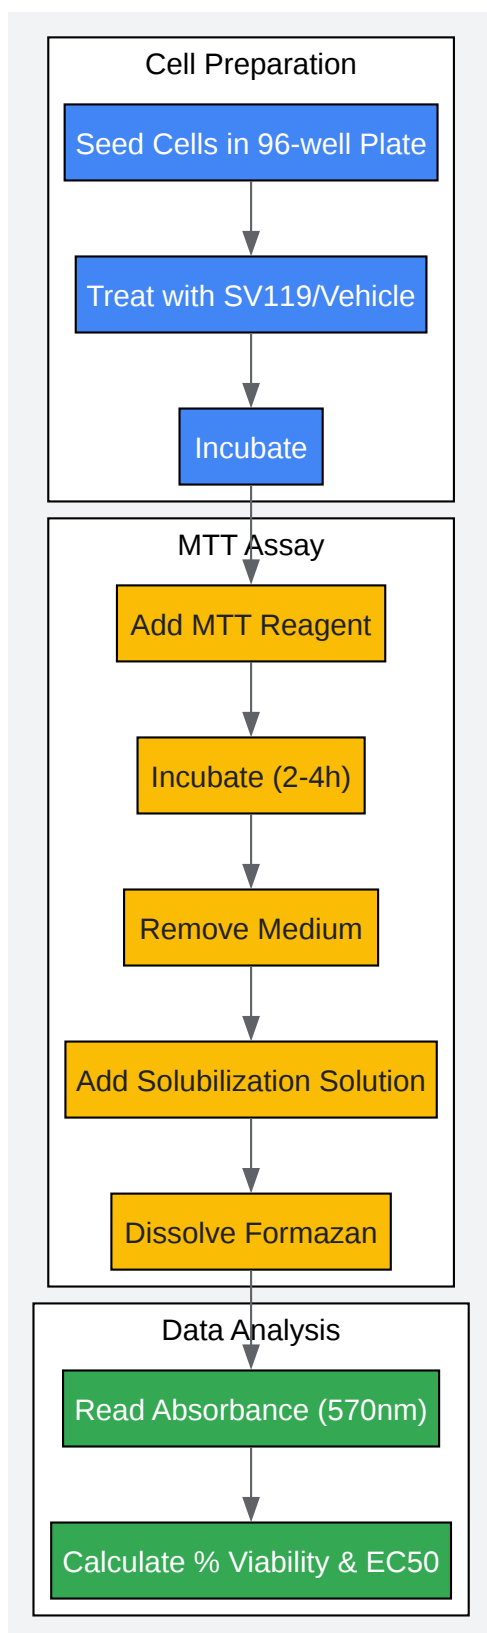 Cell Preparation
Seed Cells in 96-well Plate
Treat with SV119/Vehicle
Incubate
MTT Assay
Add MTT Reagent
Incubate (2-4h)
Remove Medium
Add Solubilization Solution
Dissolve Formazan
Data Analysis
Read Absorbance (570nm)
Calculate % Viability & EC50